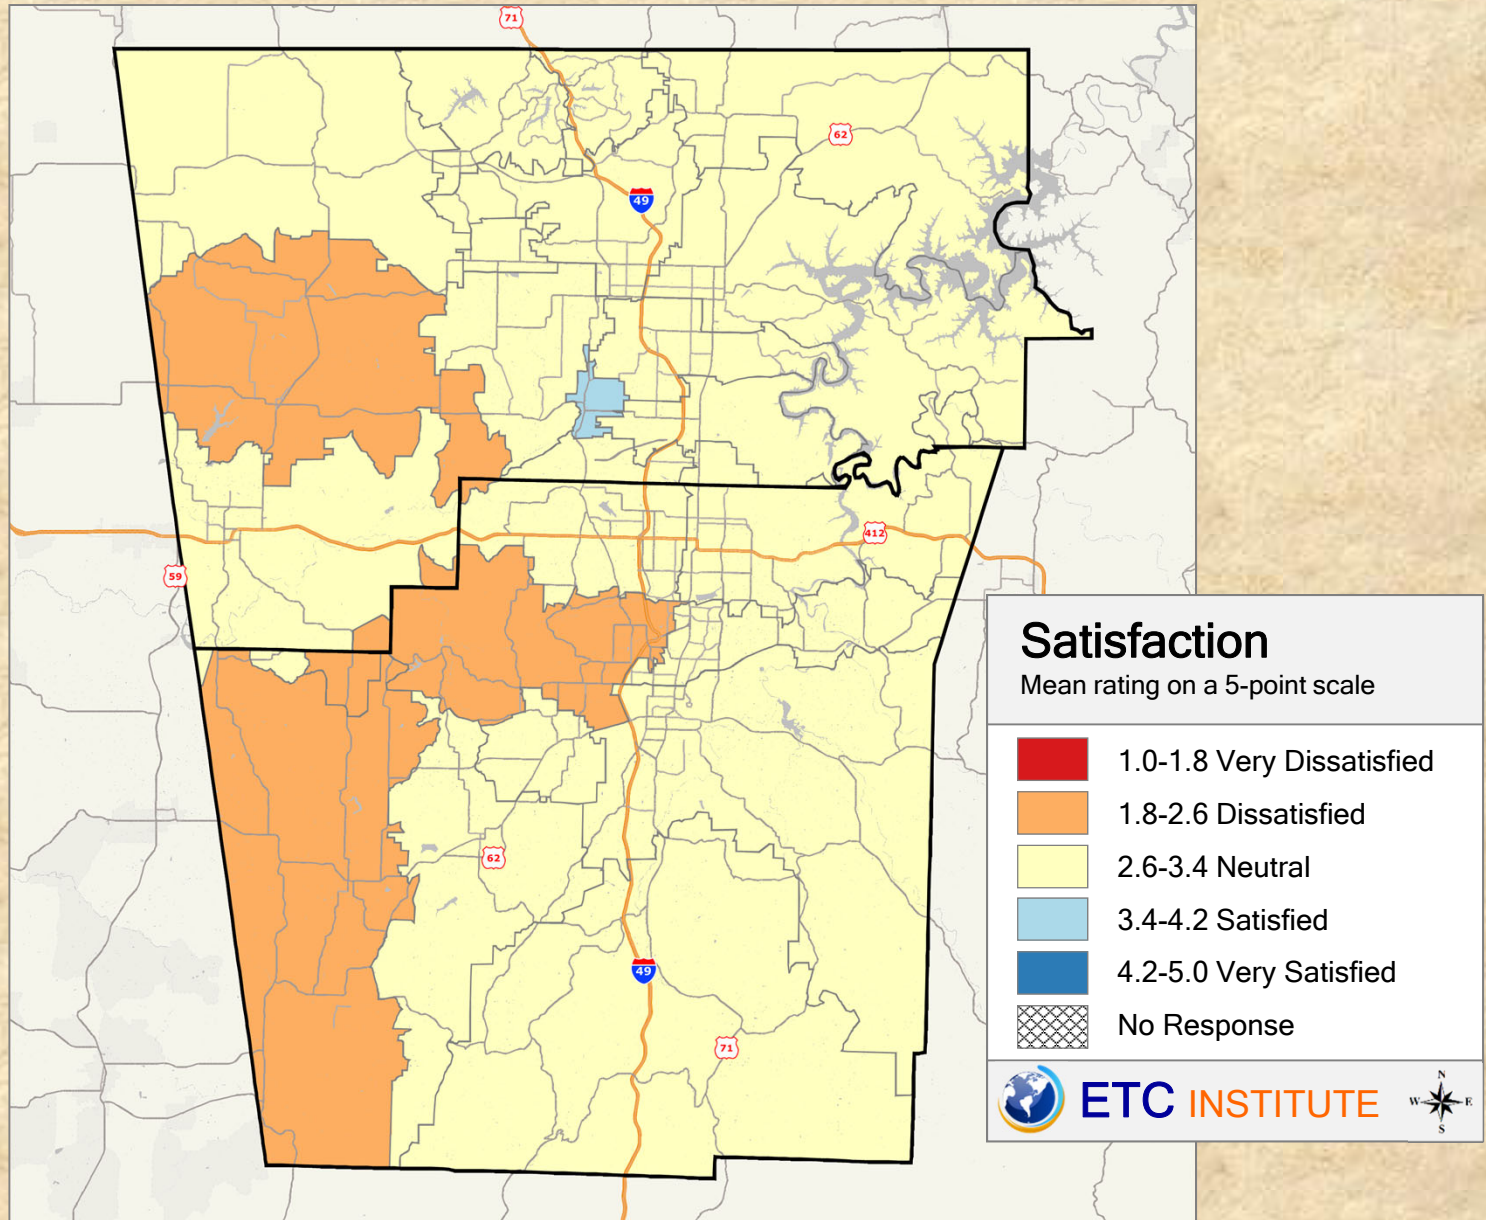 71
62
49
412
59
62
49
71
Satisfaction
Mean rating on a 5-point scale
1.0-1.8 Very Dissatisfied
1.8-2.6 Dissatisfied
2.6-3.4 Neutral
3.4-4.2 Satisfied
4.2-5.0 Very Satisfied
No Response
ETC INSTITUTE
N
W E
S